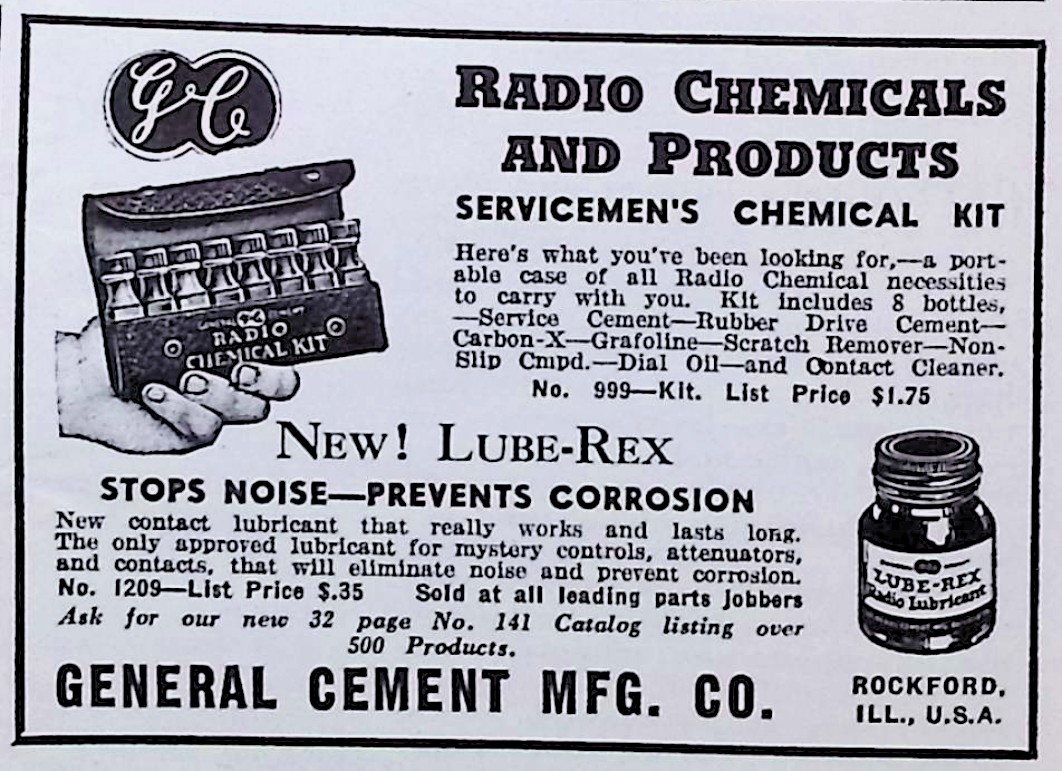 GC
RADIO CHEMICALS
AND PRODUCTS
SERVICEMEN'S CHEMICAL KIT
Here's what you've been looking for,—a port-
able case of all Radio Chemical necessities
to carry with you. Kit includes 8 bottles,
—Service Cement—Rubber Drive Cement—
Carbon-X—Grafoline—Scratch Remover—Non-
Slip Cmpd.—Dial Oil—and Contact Cleaner.
No. 999—Kit. List Price $1.75
GENERAL GC CEMENT
RADIO
CHEMICAL KIT
NEW! LUBE-REX
STOPS NOISE—PREVENTS CORROSION
New contact lubricant that really works and lasts long.
The only approved lubricant for mystery controls, attenuators,
and contacts, that will eliminate noise and prevent corrosion.
No. 1209—List Price $.35 Sold at all leading parts Jobbers
Ask for our new 32 page No. 141 Catalog listing over
500 Products.
LUBE-REX
Radio Lubricant
GENERAL CEMENT MFG. CO.
ROCKFORD,
ILL., U.S.A.